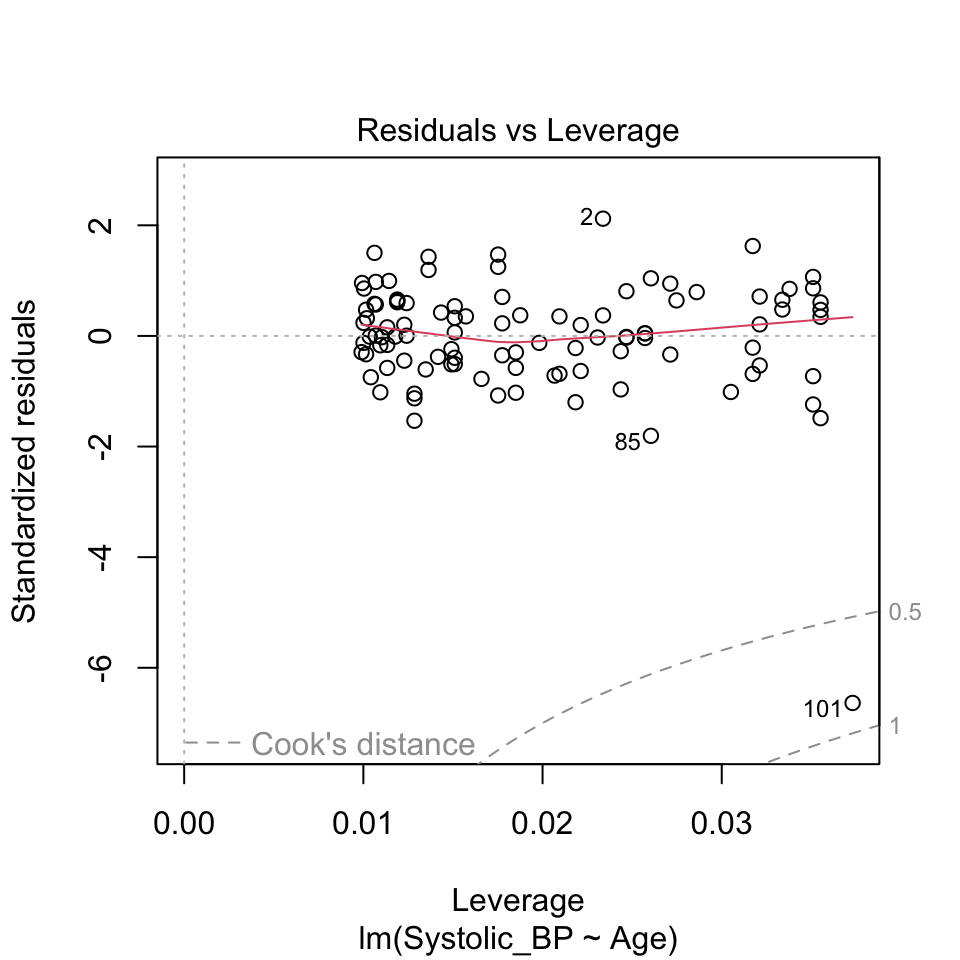 Residuals vs Leverage
Standardized residuals
2
0
-2
-4
-6
2
85
101
0.5
1
Cook's distance
0.00
0.01
0.02
0.03
Leverage
lm(Systolic_BP ~ Age)